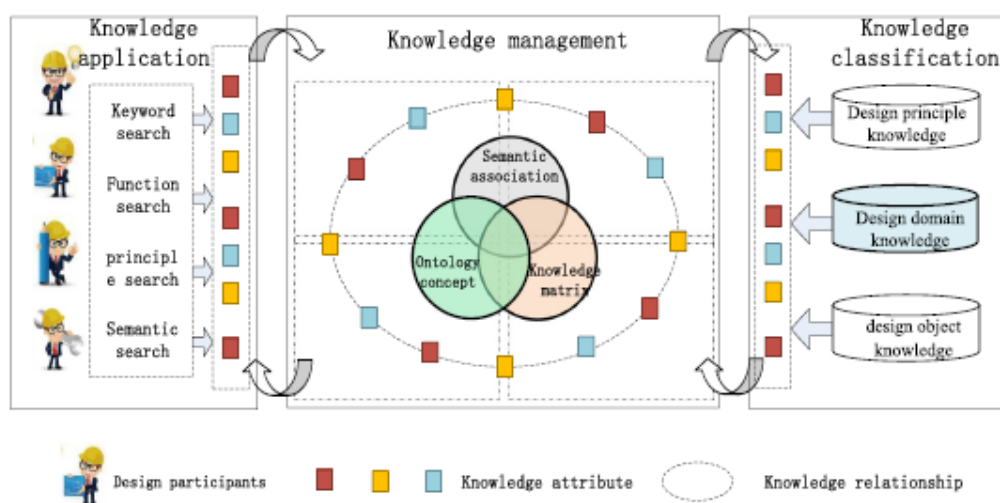 Knowledge
application
Keyword
search
Function
search
principl
e search
Semantic
search
Knowledge management
Semantic
association
Ontology
concept
Knowledge
matrix
Knowledge
classification
Design principle
knowledge
Design domain
knowledge
design object
knowledge
Design participants
Knowledge attribute
Knowledge relationship